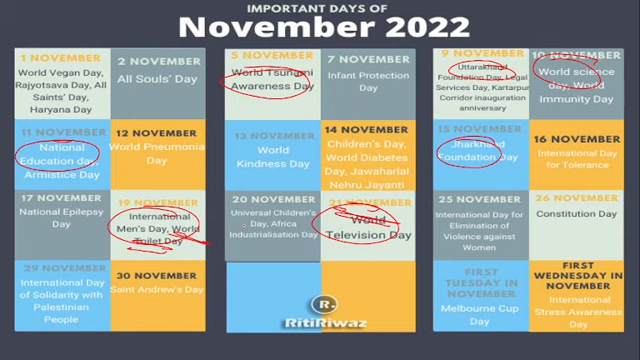 IMPORTANT DAYS OF
November 2022
1 NOVEMBER
World Vegan Day,
Rajyotsava Day, All
Saints' Day,
Haryana Day
2 NOVEMBER
All Souls' Day
5 NOVEMBER
World Tsunami
Awareness Day
7 NOVEMBER
Infant Protection
Day
9 NOVEMBER
Uttarakhand
Foundation Day, Legal
Services Day, Kartarpur
Corridor inauguration
anniversary
10 NOVEMBER
World science
day, World
Immunity Day
11 NOVEMBER
National
Education day,
Armistice Day
12 NOVEMBER
World Pneumonia
Day
13 NOVEMBER
World
Kindness Day
14 NOVEMBER
Children's Day,
World Diabetes
Day, Jawaharlal
Nehru Jayanti
15 NOVEMBER
Jharkhand
Foundation Day
16 NOVEMBER
International Day
for Tolerance
17 NOVEMBER
National Epilepsy
Day
19 NOVEMBER
International
Men's Day, World
Toilet Day
20 NOVEMBER
Universal Children's
Day, Africa
Industrialisation Day
21 NOVEMBER
World
Television Day
25 NOVEMBER
International Day for
Elimination of
Violence against
Women
26 NOVEMBER
Constitution Day
29 NOVEMBER
International Day
of Solidarity with
Palestinian
People
30 NOVEMBER
Saint Andrew's Day
R
RitiRiwaz
FIRST
TUESDAY IN
NOVEMBER
Melbourne Cup
Day
FIRST
WEDNESDAY IN
NOVEMBER
International
Stress Awareness
Day